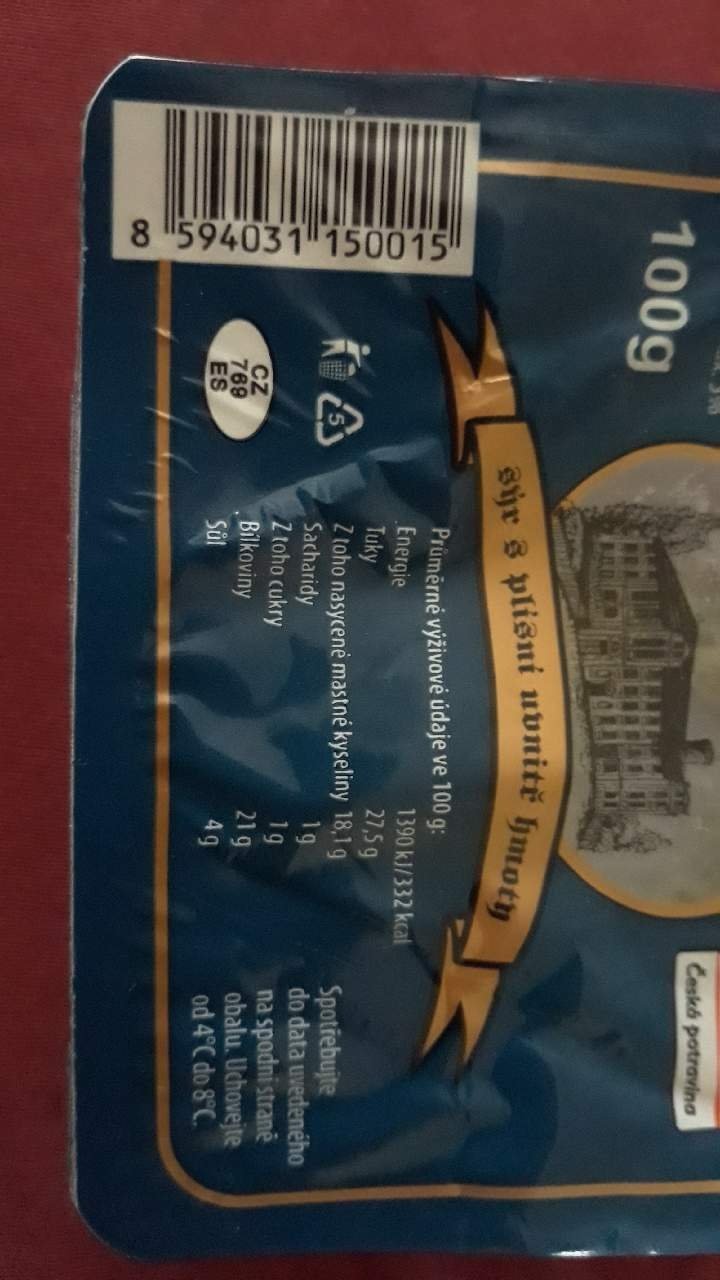 100g
sýr s plísní uvnitř hmoty
Česká potravina
Průměrné výživové údaje ve 100 g:
Energie 1390 kJ/332 kcal
Tuky 27,5 g
Z toho nasycené mastné kyseliny 18,1 g
Sacharidy 1 g
Z toho cukry 1 g
Bílkoviny 21 g
Sůl 4 g
Spotřebujte
do data uvedeného
na spodní straně
obalu. Uchovejte
od 4°C do 8°C.
5
CZ
769
ES
8 594031 150015